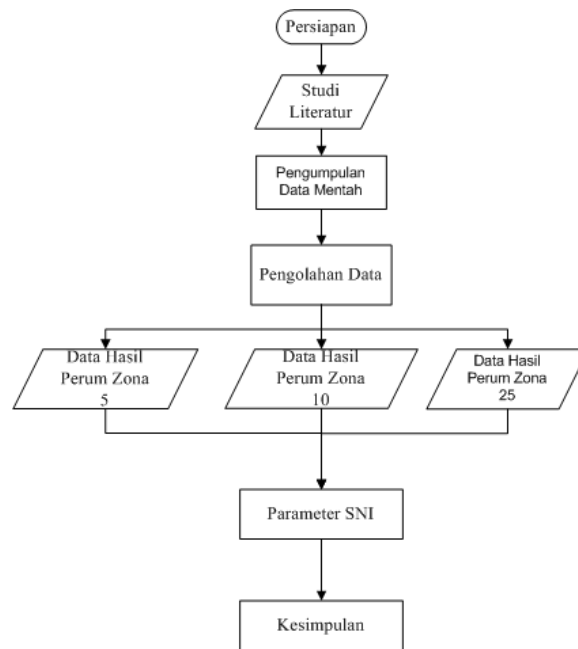 Persiapan
Studi
Literatur
Pengumpulan
Data Mentah
Pengolahan Data
Data Hasil
Perum Zona
5
Data Hasil
Perum Zona
10
Data Hasil
Perum Zona
25
Parameter SNI
Kesimpulan